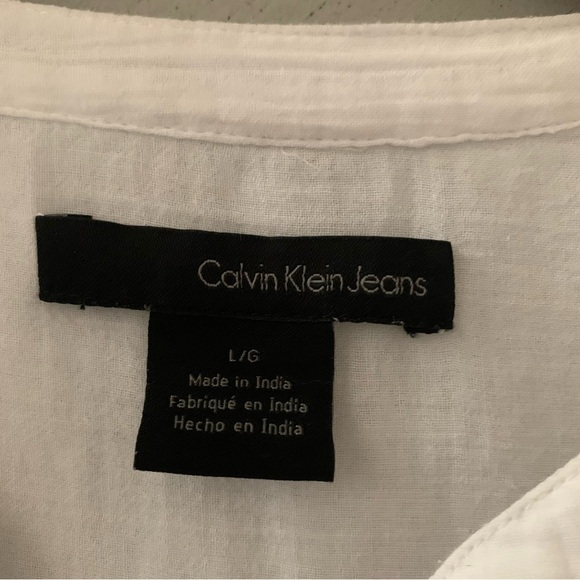 Calvin Klein Jeans
L/G
Made in India
Fabriqué en India
Hecho en India